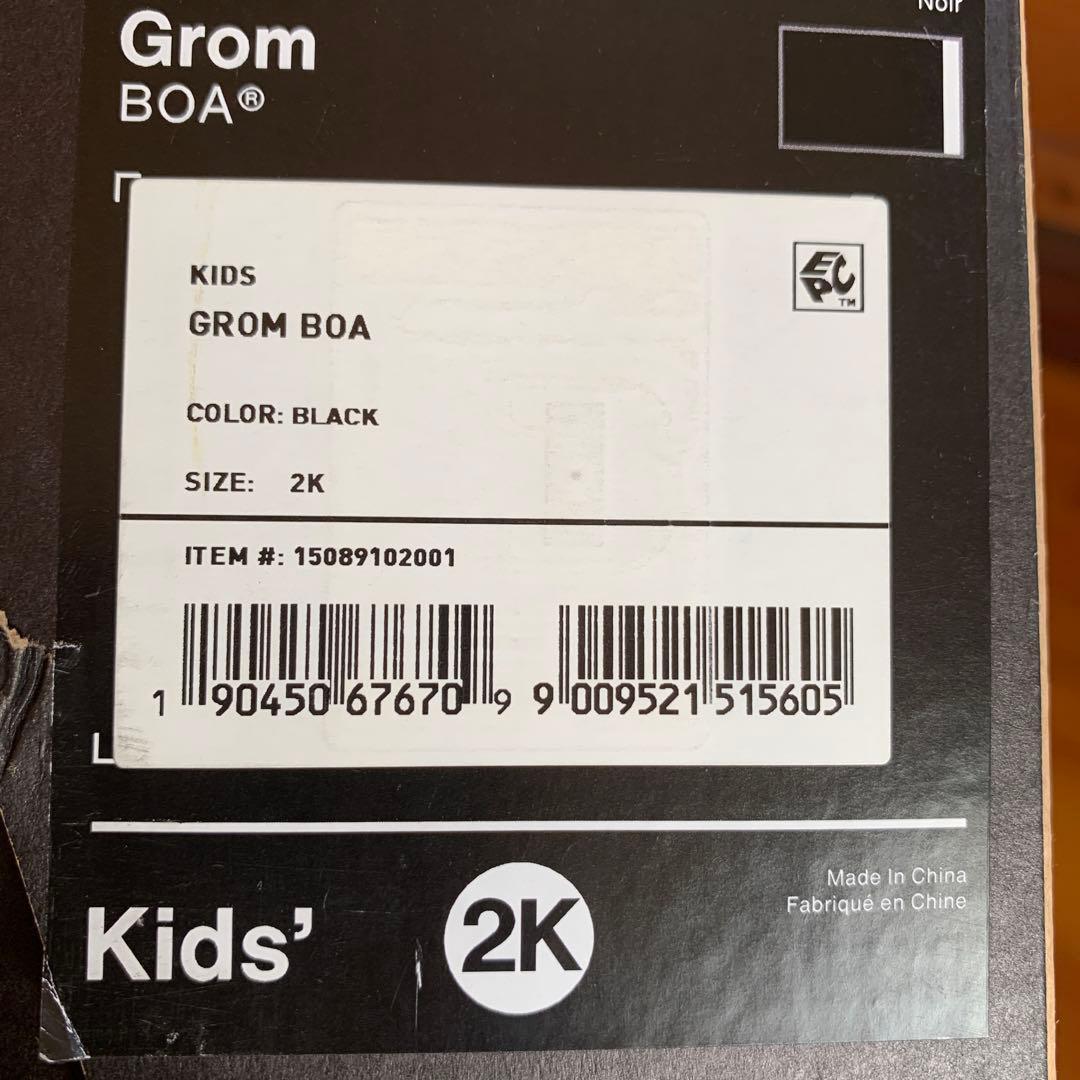 Noir
Grom
BOA®
KIDS
GROM BOA
EPC™
COLOR: BLACK
SIZE: 2K
ITEM #: 15089102001
1 90450 67670 9
9 009521 515605
Made In China
Fabriqué en Chine
Kids’
2K